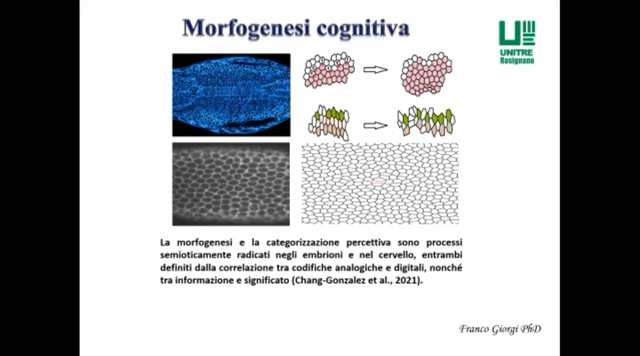 Morfogenesi cognitiva
UNITRE
Rosignano
La morfogenesi e la categorizzazione percettiva sono processi
semioticamente radicati negli embrioni e nel cervello, entrambi
definiti dalla correlazione tra codifiche analogiche e digitali, nonché
tra informazione e significato (Chang-Gonzalez et al., 2021).
Franco Giorgi PhD